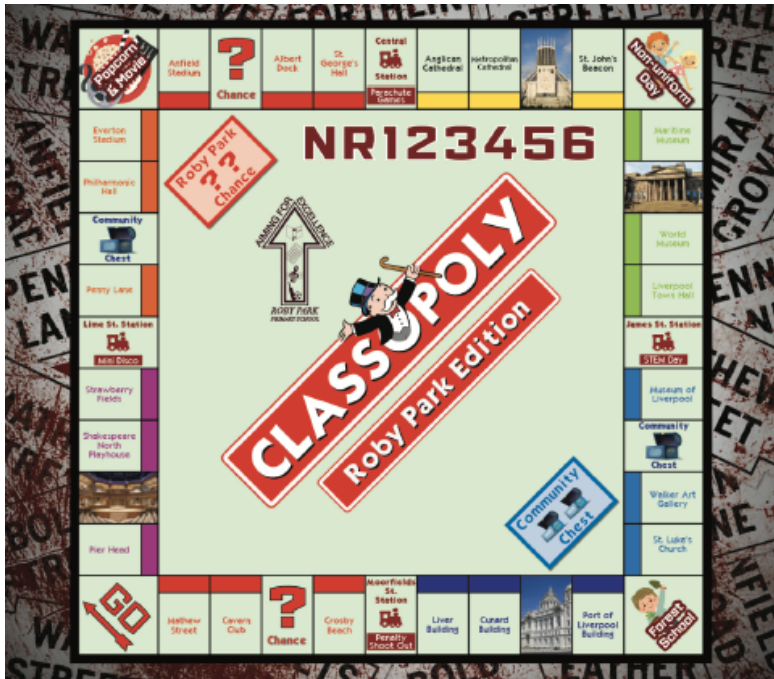 Popcorn
& Movie
Anfield
Stadium
?
Chance
Albert
Dock
St.
George's
Hall
Central
Station
Parachute
Games
Anglican
Cathedral
Metropolitan
Cathedral
St. John's
Beacon
Non-uniform
Day
Everton
Stadium
Philharmonic
Hall
Community
Chest
Penny Lane
Lime St. Station
Mini Disco
Strawberry
Fields
Shakespeare
North
Playhouse
Pier Head
Roby Park
? ?
Chance
NR123456
AIMING FOR EXCELLENCE
ROBY PARK
PRIMARY SCHOOL
CLASSOPOLY
Roby Park Edition
Community
Chest
Maritime
Museum
World
Museum
Liverpool
Town Hall
James St. Station
STEM Day
Museum of
Liverpool
Community
Chest
Walker Art
Gallery
St. Luke's
Church
GO
Mathew
Street
Cavern
Club
?
Chance
Crosby
Beach
Moorfields
St.
Station
Penalty
Shoot Out
Liver
Building
Cunard
Building
Port of
Liverpool
Building
Forest
School